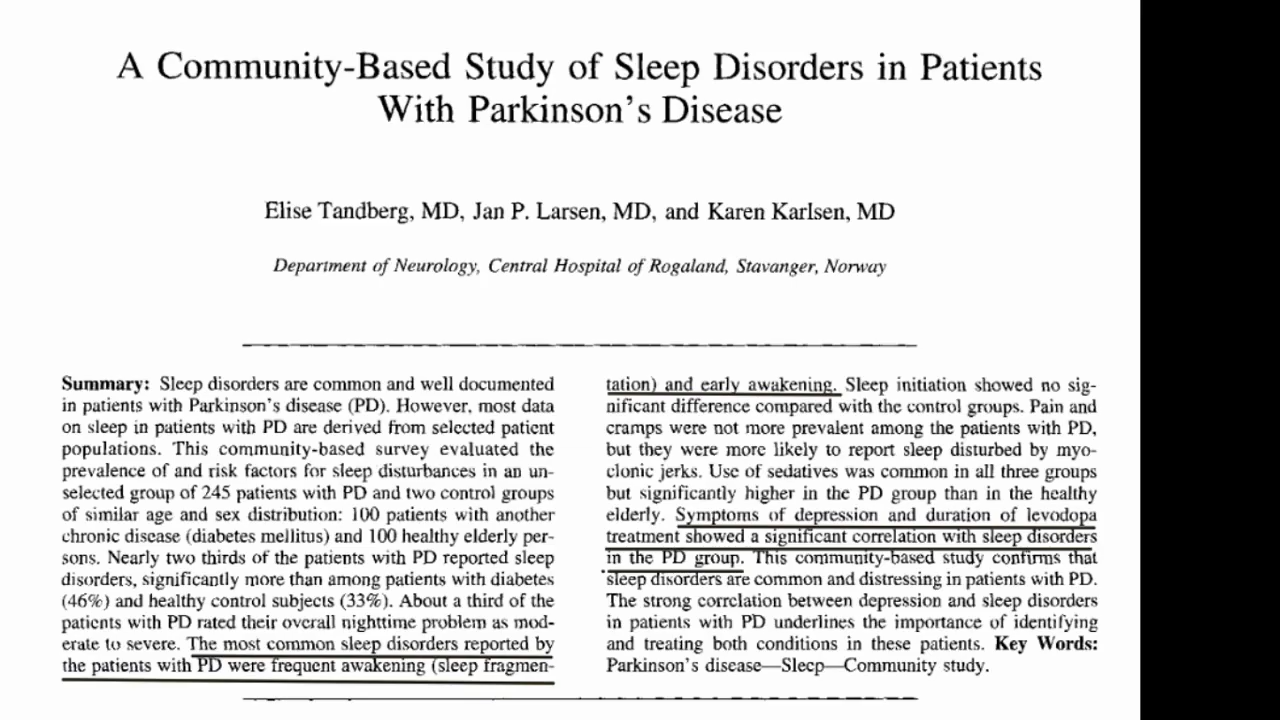 A Community-Based Study of Sleep Disorders in Patients
With Parkinson's Disease
Elise Tandberg, MD, Jan P. Larsen, MD, and Karen Karlsen, MD
Department of Neurology, Central Hospital of Rogaland, Stavanger, Norway
Summary: Sleep disorders are common and well documented
in patients with Parkinson's disease (PD). However, most data
on sleep in patients with PD are derived from selected patient
populations. This community-based survey evaluated the
prevalence of and risk factors for sleep disturbances in an un-
selected group of 245 patients with PD and two control groups
of similar age and sex distribution: 100 patients with another
chronic disease (diabetes mellitus) and 100 healthy elderly per-
sons. Nearly two thirds of the patients with PD reported sleep
disorders, significantly more than among patients with diabetes
(46%) and healthy control subjects (33%). About a third of the
patients with PD rated their overall nighttime problem as mod-
erate to severe. The most common sleep disorders reported by
the patients with PD were frequent awakening (sleep fragmen-
tation) and early awakening. Sleep initiation showed no sig-
nificant difference compared with the control groups. Pain and
cramps were not more prevalent among the patients with PD,
but they were more likely to report sleep disturbed by myo-
clonic jerks. Use of sedatives was common in all three groups
but significantly higher in the PD group than in the healthy
elderly. Symptoms of depression and duration of levodopa
treatment showed a significant correlation with sleep disorders
in the PD group. This community-based study confirms that
sleep disorders are common and distressing in patients with PD.
The strong correlation between depression and sleep disorders
in patients with PD underlines the importance of identifying
and treating both conditions in these patients. Key Words:
Parkinson's disease—Sleep—Community study.